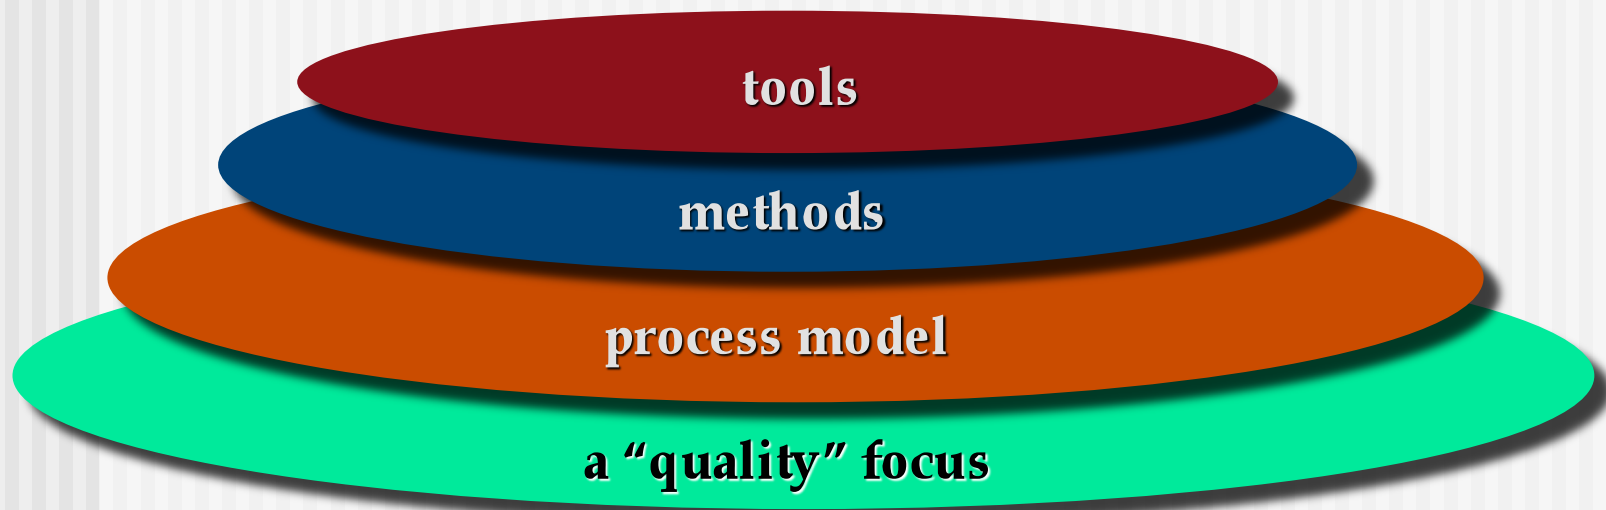 tools
methods
process model
a “quality” focus